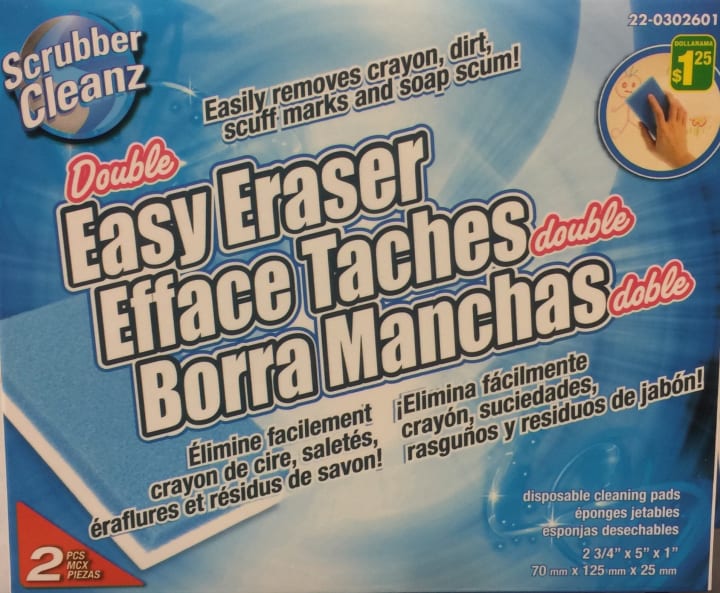 Scrubber
Cleanz
22-0302601
DOLLARAMA
$1.25
Easily removes crayon, dirt,
scuff marks and soap scum!
Double
Easy Eraser
Efface Taches double
Borra Manchas doble
Élimine facilement
crayon de cire, saletés,
éraflures et résidus de savon!
¡Elimina fácilmente
crayón, suciedades,
rasguños y residuos de jabón!
disposable cleaning pads
éponges jetables
esponjas desechables
2 3/4" x 5" x 1"
70 mm x 125 mm x 25 mm
2 PCS
MCX
PIEZAS